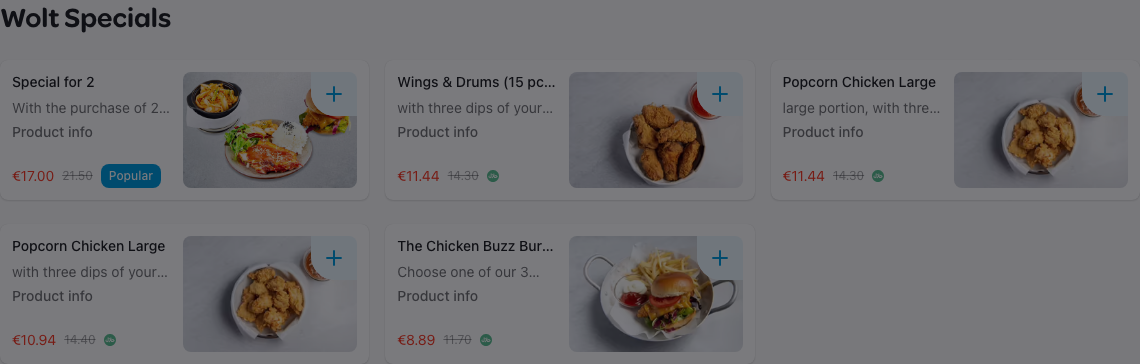 Wolt Specials
Special for 2
With the purchase of 2...
Product info
€17.00 21.50 Popular
Wings & Drums (15 pc...
with three dips of your...
Product info
€11.44 14.30
Popcorn Chicken Large
large portion, with thre...
Product info
€11.44 14.30
Popcorn Chicken Large
with three dips of your...
Product info
€10.94 14.40
The Chicken Buzz Bur...
Choose one of our 3...
Product info
€8.89 11.70